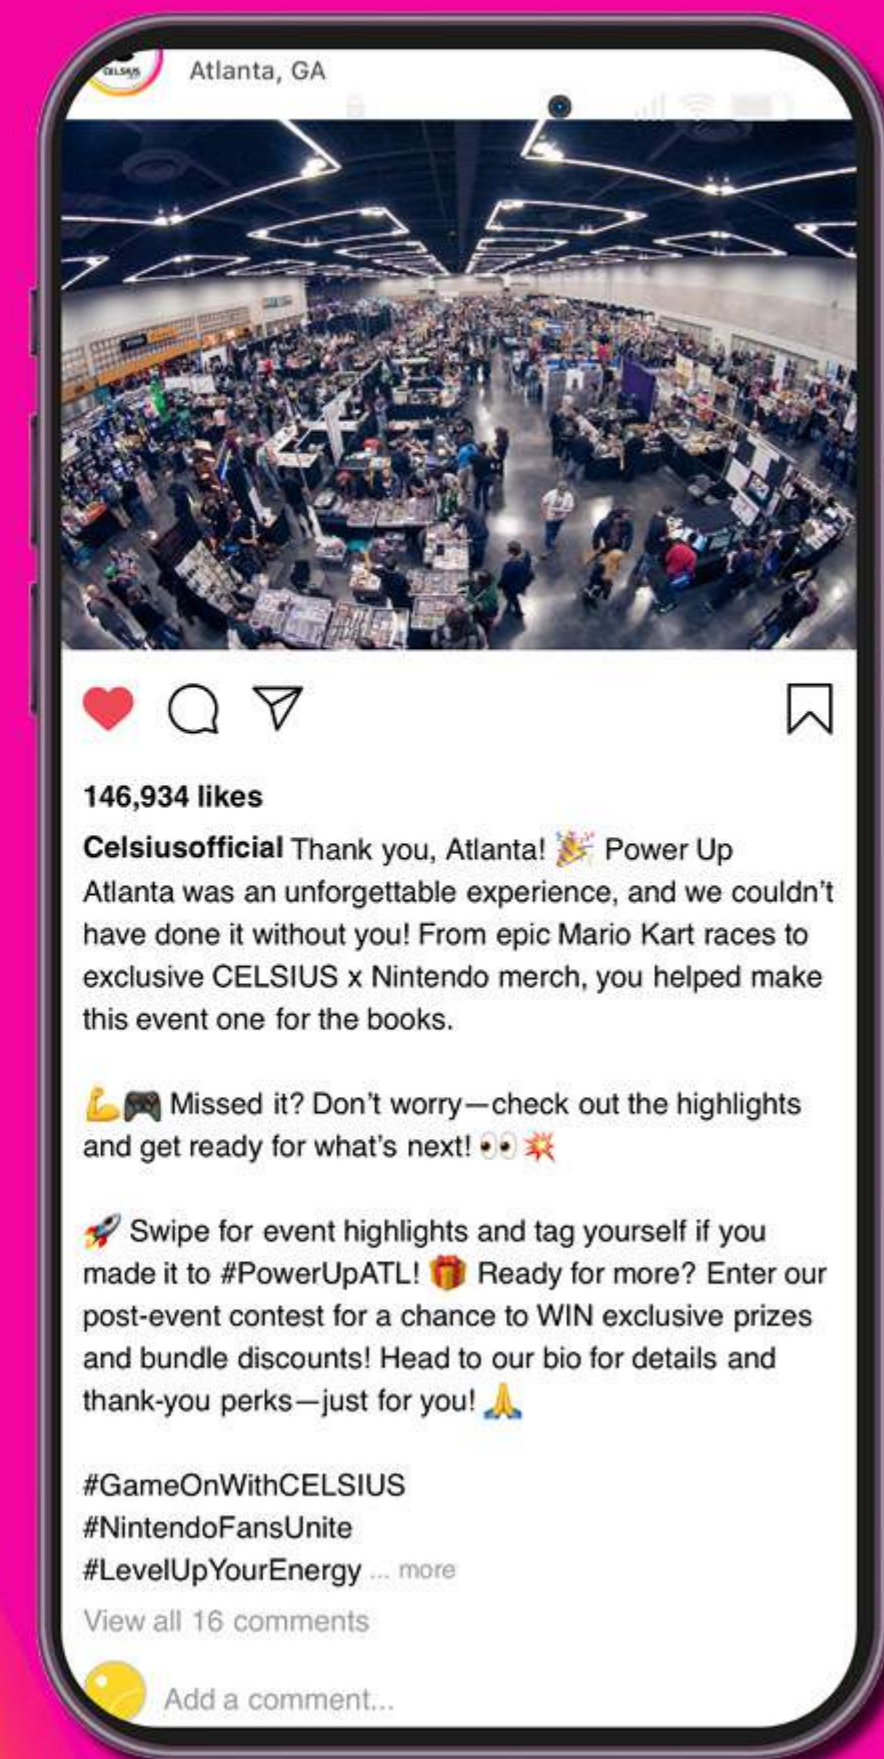 CELSIUS
Atlanta, GA
146,934 likes
Celsiusofficial Thank you, Atlanta! 🎉 Power Up
Atlanta was an unforgettable experience, and we couldn't
have done it without you! From epic Mario Kart races to
exclusive CELSIUS x Nintendo merch, you helped make
this event one for the books.
💪🎮 Missed it? Don't worry—check out the highlights
and get ready for what's next! 👀💥
🚀 Swipe for event highlights and tag yourself if you
made it to #PowerUpATL! 🎁 Ready for more? Enter our
post-event contest for a chance to WIN exclusive prizes
and bundle discounts! Head to our bio for details and
thank-you perks—just for you! 🙏
#GameOnWithCELSIUS
#NintendoFansUnite
#LevelUpYourEnergy ... more
View all 16 comments
Add a comment...